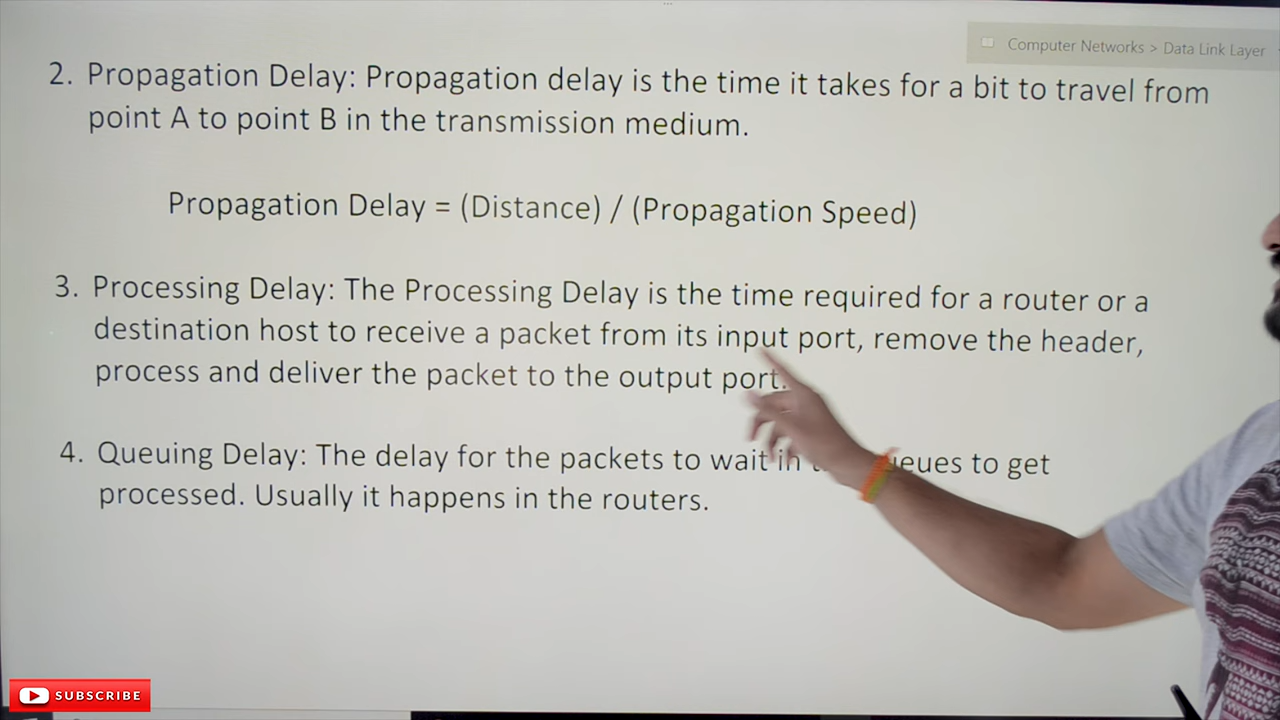 Computer Networks > Data Link Layer
2. Propagation Delay: Propagation delay is the time it takes for a bit to travel from
point A to point B in the transmission medium.
Propagation Delay = (Distance) / (Propagation Speed)
3. Processing Delay: The Processing Delay is the time required for a router or a
destination host to receive a packet from its input port, remove the header,
process and deliver the packet to the output port.
4. Queuing Delay: The delay for the packets to wait in to get
processed. Usually it happens in the routers.
SUBSCRIBE